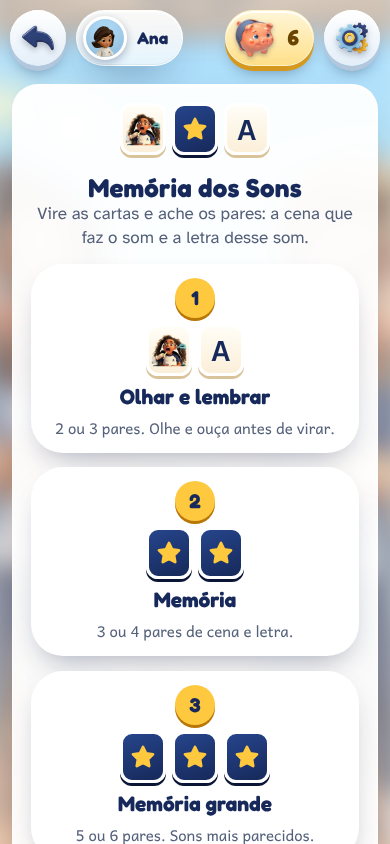 Ana
6
A
Memória dos Sons
Vire as cartas e ache os pares: a cena que
faz o som e a letra desse som.
1
A
Olhar e lembrar
2 ou 3 pares. Olhe e ouça antes de virar.
2
Memória
3 ou 4 pares de cena e letra.
3
Memória grande
5 ou 6 pares. Sons mais parecidos.